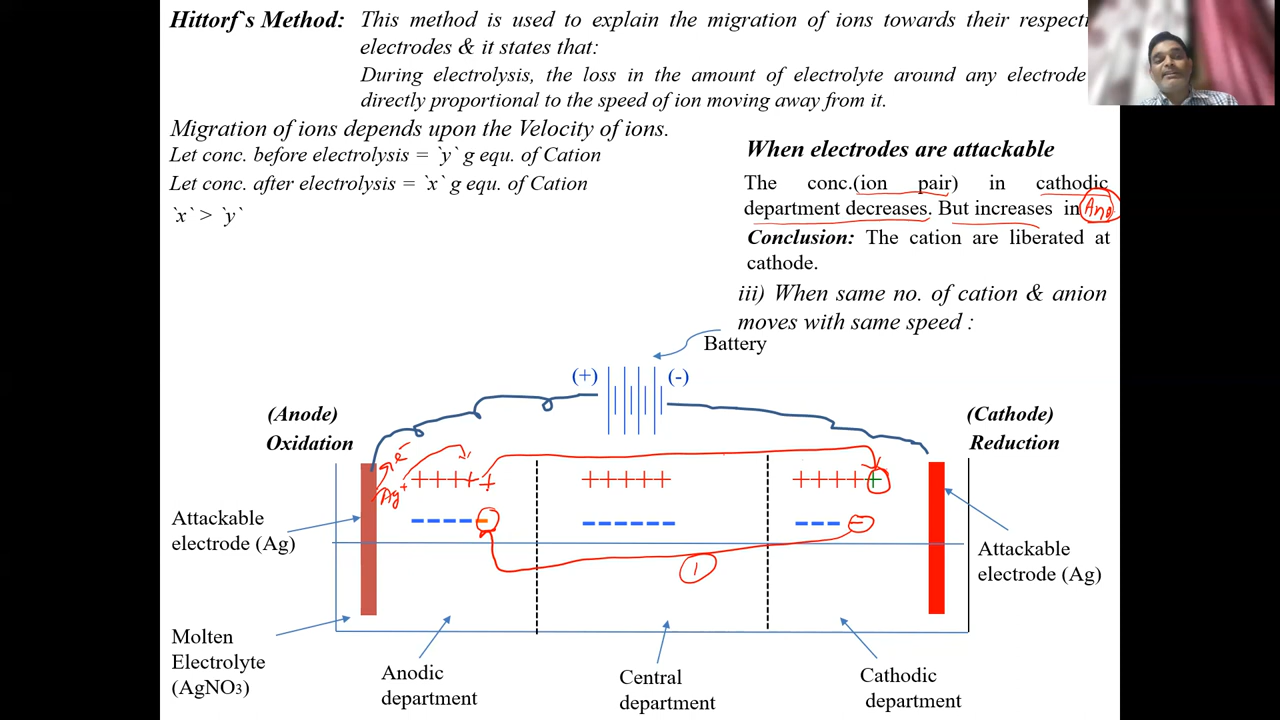 Hittorf`s Method: This method is used to explain the migration of ions towards their respecti
electrodes & it states that:
During electrolysis, the loss in the amount of electrolyte around any electrode
directly proportional to the speed of ion moving away from it.
Migration of ions depends upon the Velocity of ions.
Let conc. before electrolysis = `y` g equ. of Cation
Let conc. after electrolysis = `x` g equ. of Cation
`x` > `y`
When electrodes are attackable
The conc.(ion pair) in cathodic
department decreases. But increases in Ano
Conclusion: The cation are liberated at
cathode.
iii) When same no. of cation & anion
moves with same speed :
Battery
(+) (-)
(Anode)
Oxidation
(Cathode)
Reduction
e⁻
Ag⁺
+++++ +
+++++
+++++
1
Attackable
electrode (Ag)
Attackable
electrode (Ag)
Molten
Electrolyte
(AgNO₃)
Anodic
department
Central
department
Cathodic
department